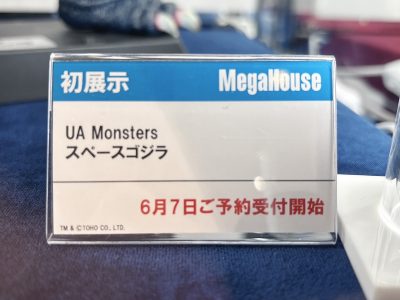 初展示 MegaHouse
UA Monsters
スペースゴジラ
6月7日ご予約受付開始
TM & ©TOHO CO., LTD.